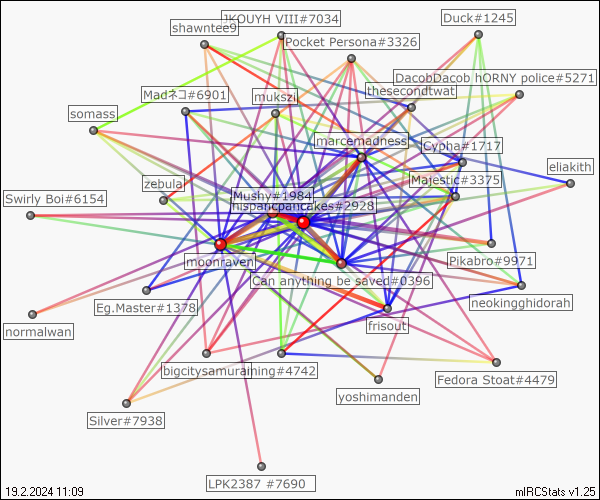 JKOUYH VIII#7034
Duck#1245
shawntee9
Pocket Persona#3326
DacobDacob hORNY police#5271
thesecondtwat
Madネコ#6901
mukszi
somass
marcemadness
Cypha#1717
eliakith
zebula
Majestic#3375
Mushy#1984
Swirly Boi#6154
hispanicpancakes#2928
moonraven
Pikabro#9971
Can anything be saved#0396
neokingghidorah
Eg.Master#1378
normalwan
frisout
bigcitysamuraining#4742
Fedora Stoat#4479
yoshimanden
Silver#7938
LPK2387 #7690
19.2.2024 11:09
mIRCStats v1.25